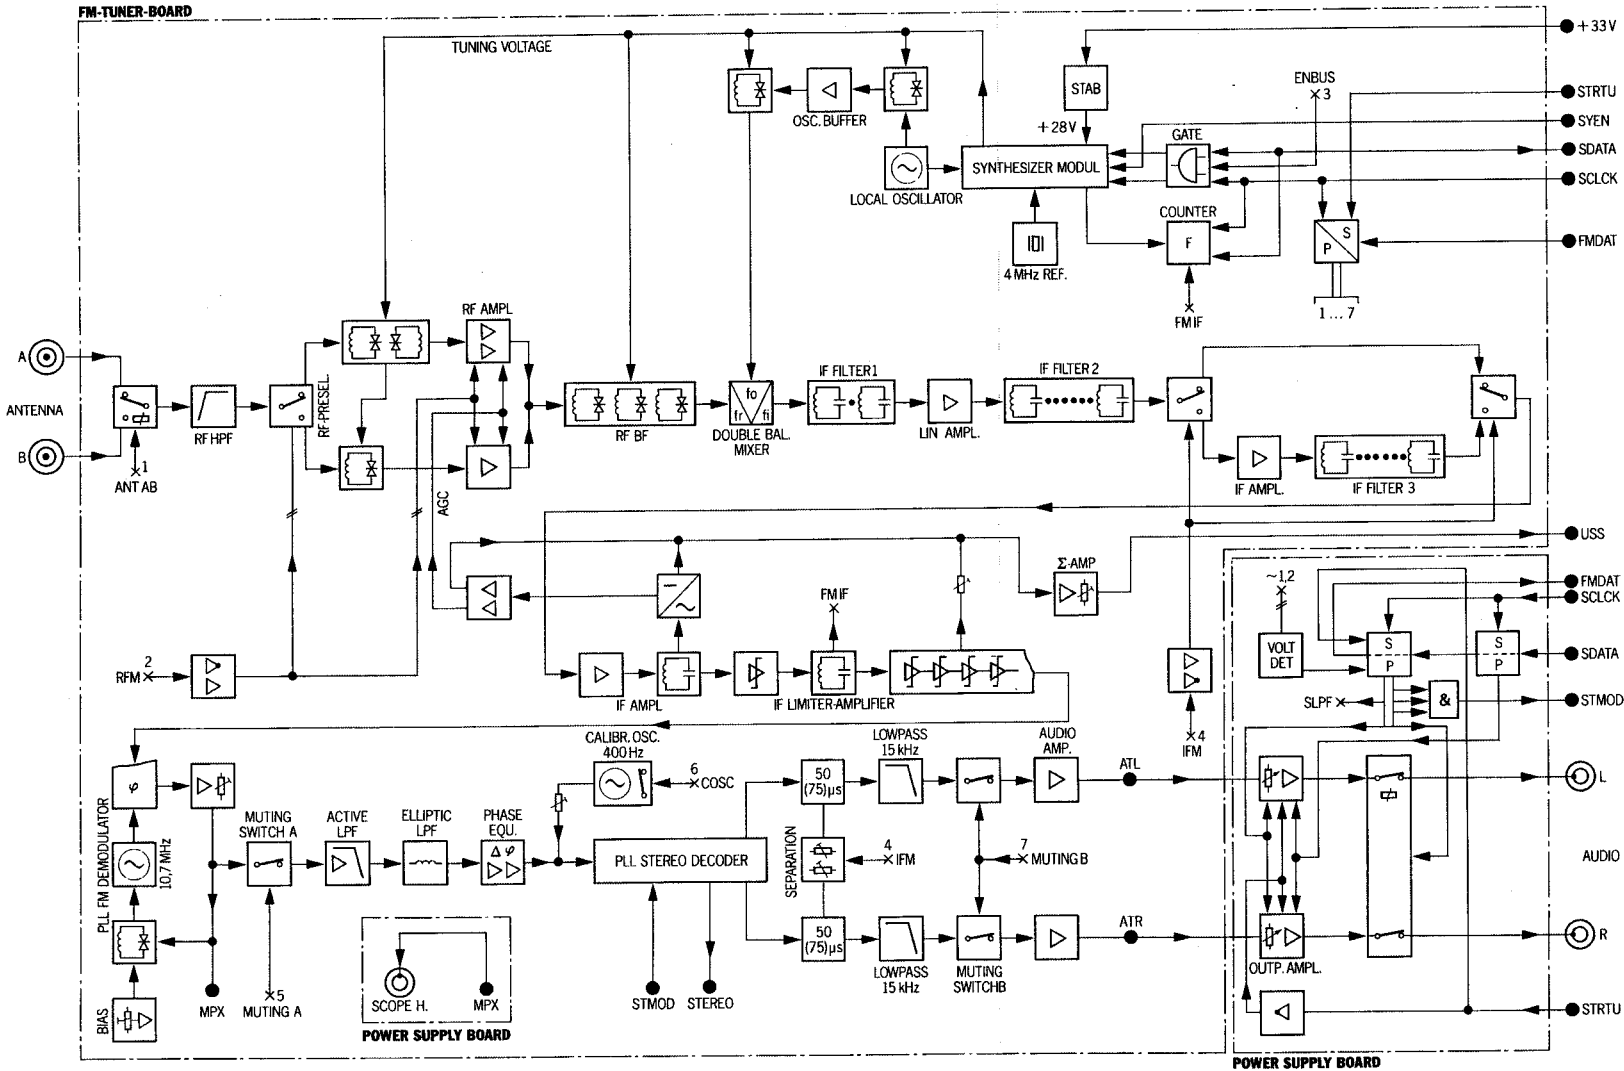 FM-TUNER-BOARD
+33V
TUNING VOLTAGE
STAB
ENBUS
3
STRTU
OSC. BUFFER
+28V
GATE
SYEN
SDATA
SYNTHESIZER MODUL
SCLCK
LOCAL OSCILLATOR
COUNTER
F
S
P
FMDAT
4 MHz REF.
FM IF
1 ... 7
RF AMPL
A
ANTENNA
B
RF HPF
RF-PRESEL.
RF BF
fo
fr
fi
DOUBLE BAL.
MIXER
IF FILTER 1
LIN AMPL.
IF FILTER 2
IF AMPL.
IF FILTER 3
1
ANT AB
AGC
USS
Σ-AMP
FM IF
~1,2
FMDAT
SCLCK
VOLT
DET
S
P
S
P
SDATA
2
RFM
IF AMPL
IF LIMITER-AMPLIFIER
SLPF
&
STMOD
4
IFM
CALIBR. OSC.
400 Hz
6
COSC
LOWPASS
15 kHz
AUDIO
AMP.
ATL
L
φ
50
(75)µs
PLL FM DEMODULATOR
10,7 MHz
MUTING
SWITCH A
ACTIVE
LPF
ELLIPTIC
LPF
PHASE
EQU.
Δ φ
PLL STEREO DECODER
SEPARATION
4
IFM
7
MUTING B
AUDIO
50
(75)µs
ATR
R
OUTP. AMPL.
LOWPASS
15 kHz
MUTING
SWITCHB
BIAS
MPX
5
MUTING A
SCOPE H.
MPX
STMOD
STEREO
STRTU
POWER SUPPLY BOARD
POWER SUPPLY BOARD